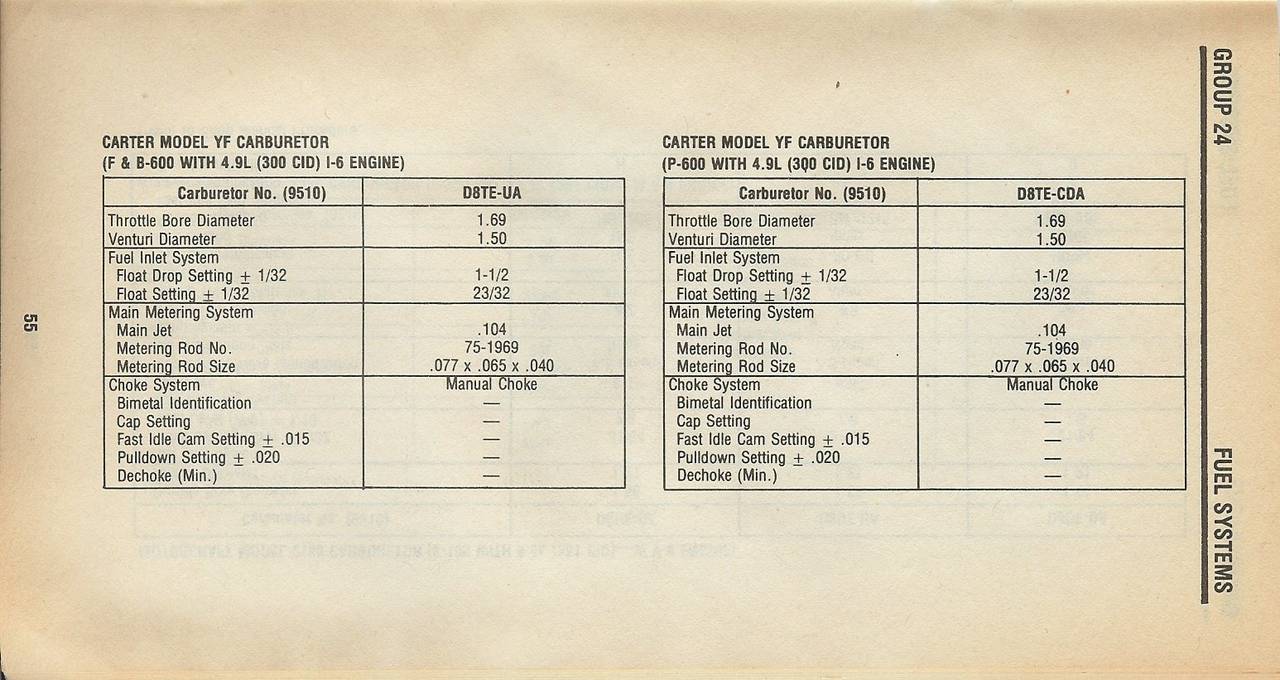 GROUP 24
FUEL SYSTEMS
CARTER MODEL YF CARBURETOR
(F & B-600 WITH 4.9L (300 CID) I-6 ENGINE)
Carburetor No. (9510) D8TE-UA
Throttle Bore Diameter 1.69
Venturi Diameter 1.50
Fuel Inlet System
Float Drop Setting ± 1/32 1-1/2
Float Setting ± 1/32 23/32
Main Metering System
Main Jet .104
Metering Rod No. 75-1969
Metering Rod Size .077 x .065 x .040
Choke System Manual Choke
Bimetal Identification —
Cap Setting —
Fast Idle Cam Setting ± .015 —
Pulldown Setting ± .020 —
Dechoke (Min.) —
CARTER MODEL YF CARBURETOR
(P-600 WITH 4.9L (300 CID) I-6 ENGINE)
Carburetor No. (9510) D8TE-CDA
Throttle Bore Diameter 1.69
Venturi Diameter 1.50
Fuel Inlet System
Float Drop Setting ± 1/32 1-1/2
Float Setting ± 1/32 23/32
Main Metering System
Main Jet .104
Metering Rod No. 75-1969
Metering Rod Size .077 x .065 x .040
Choke System Manual Choke
Bimetal Identification —
Cap Setting —
Fast Idle Cam Setting ± .015 —
Pulldown Setting ± .020 —
Dechoke (Min.) —
55